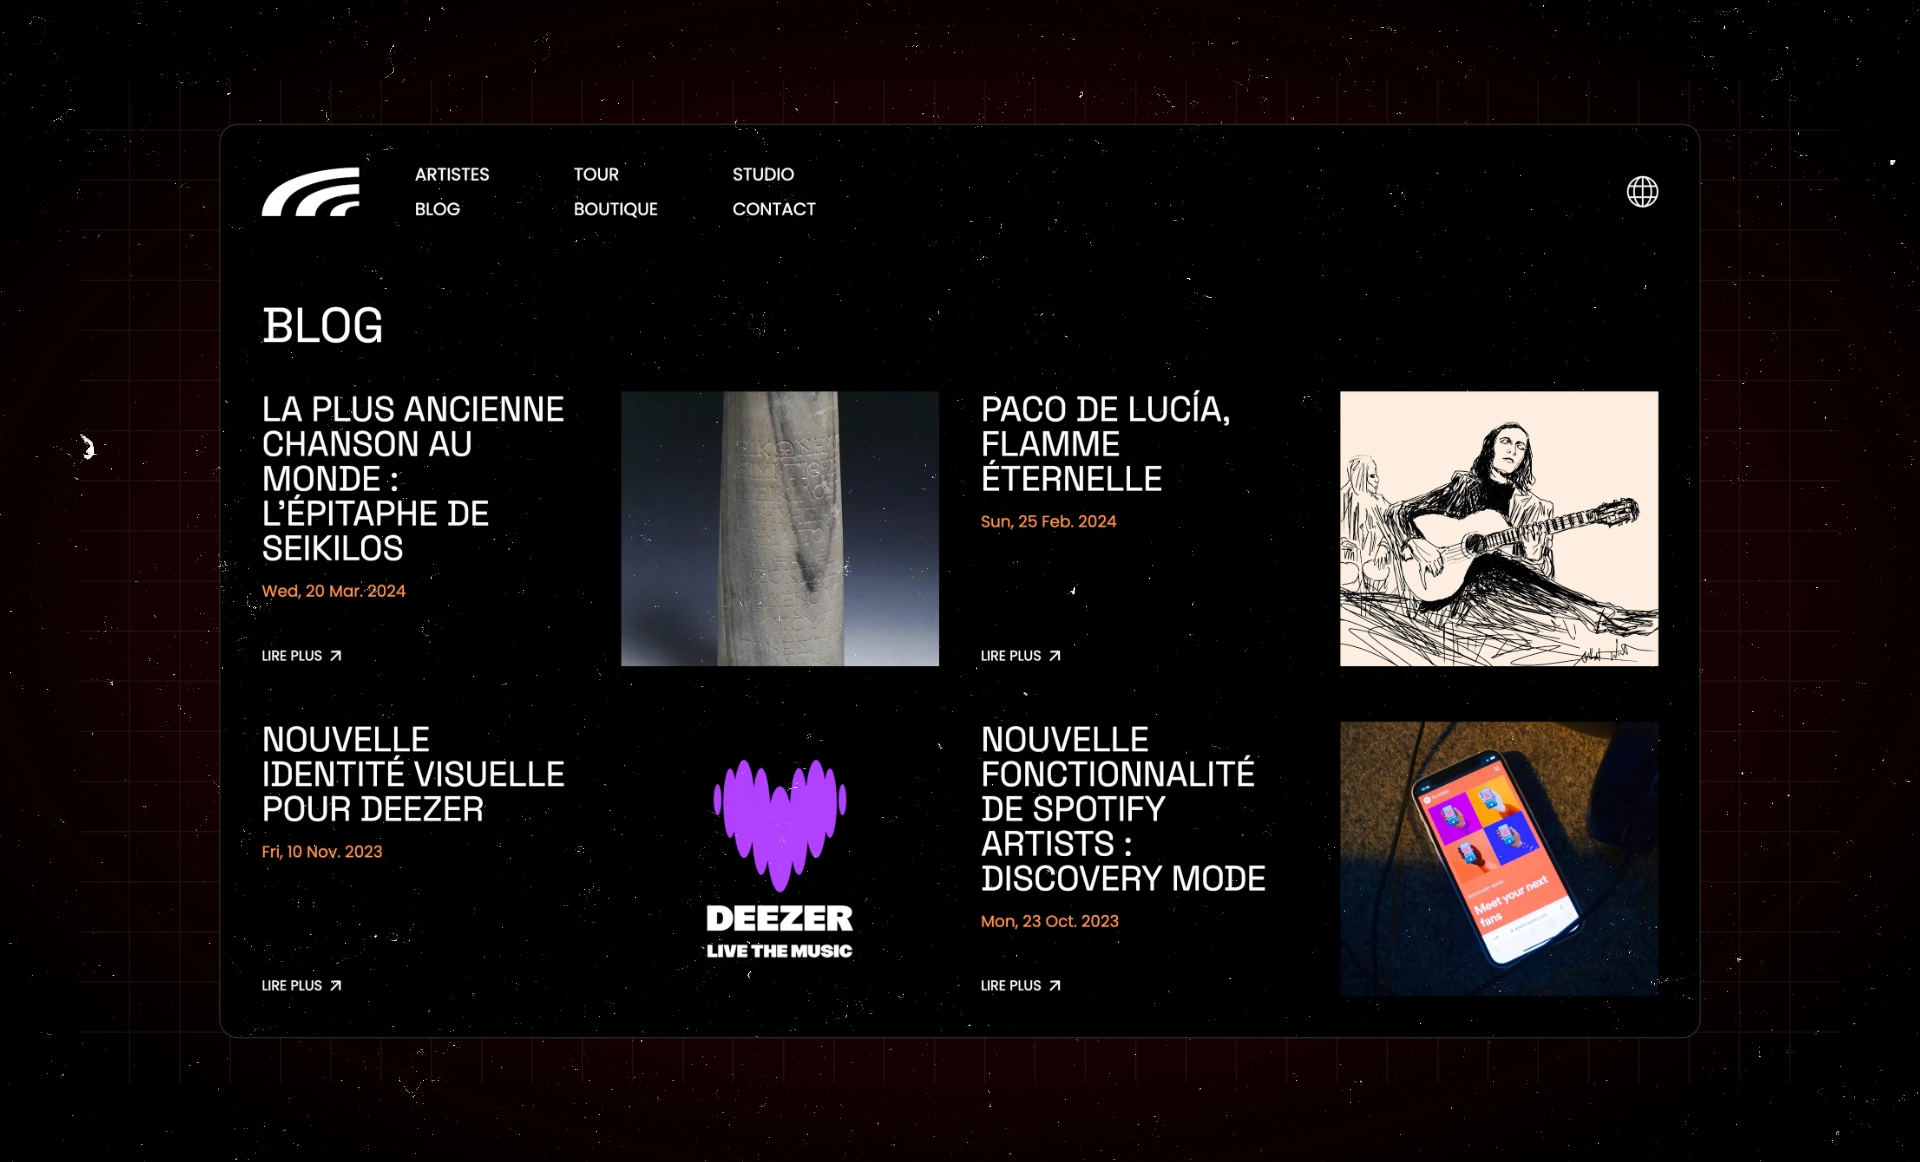 ARTISTES
TOUR
STUDIO
BLOG
BOUTIQUE
CONTACT
BLOG
LA PLUS ANCIENNE
CHANSON AU
MONDE :
L'ÉPITAPHE DE
SEIKILOS
Wed, 20 Mar. 2024
LIRE PLUS
PACO DE LUCÍA,
FLAMME
ÉTERNELLE
Sun, 25 Feb. 2024
LIRE PLUS
NOUVELLE
IDENTITÉ VISUELLE
POUR DEEZER
Fri, 10 Nov. 2023
LIRE PLUS
DEEZER
LIVE THE MUSIC
NOUVELLE
FONCTIONNALITÉ
DE SPOTIFY
ARTISTS :
DISCOVERY MODE
Mon, 23 Oct. 2023
LIRE PLUS
Meet your next
fans